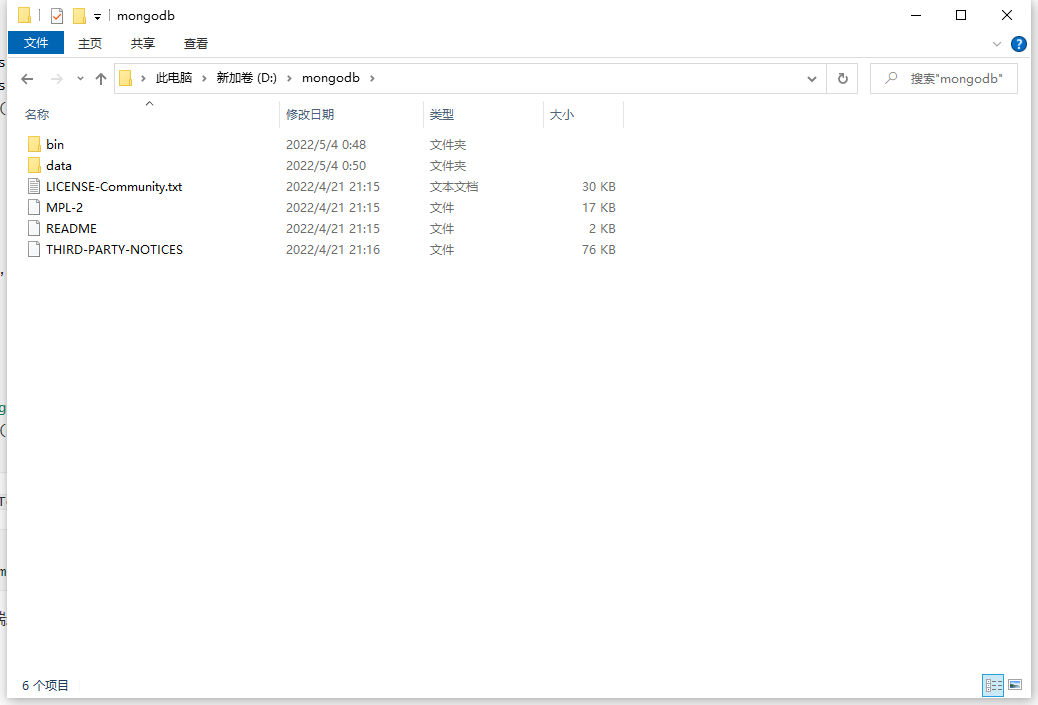 mongodb
文件 主页 共享 查看
此电脑 新加卷 (D:) mongodb 搜索"mongodb"
名称 修改日期 类型 大小
bin 2022/5/4 0:48 文件夹
data 2022/5/4 0:50 文件夹
LICENSE-Community.txt 2022/4/21 21:15 文本文档 30 KB
MPL-2 2022/4/21 21:15 文件 17 KB
README 2022/4/21 21:15 文件 2 KB
THIRD-PARTY-NOTICES 2022/4/21 21:16 文件 76 KB
6 个项目